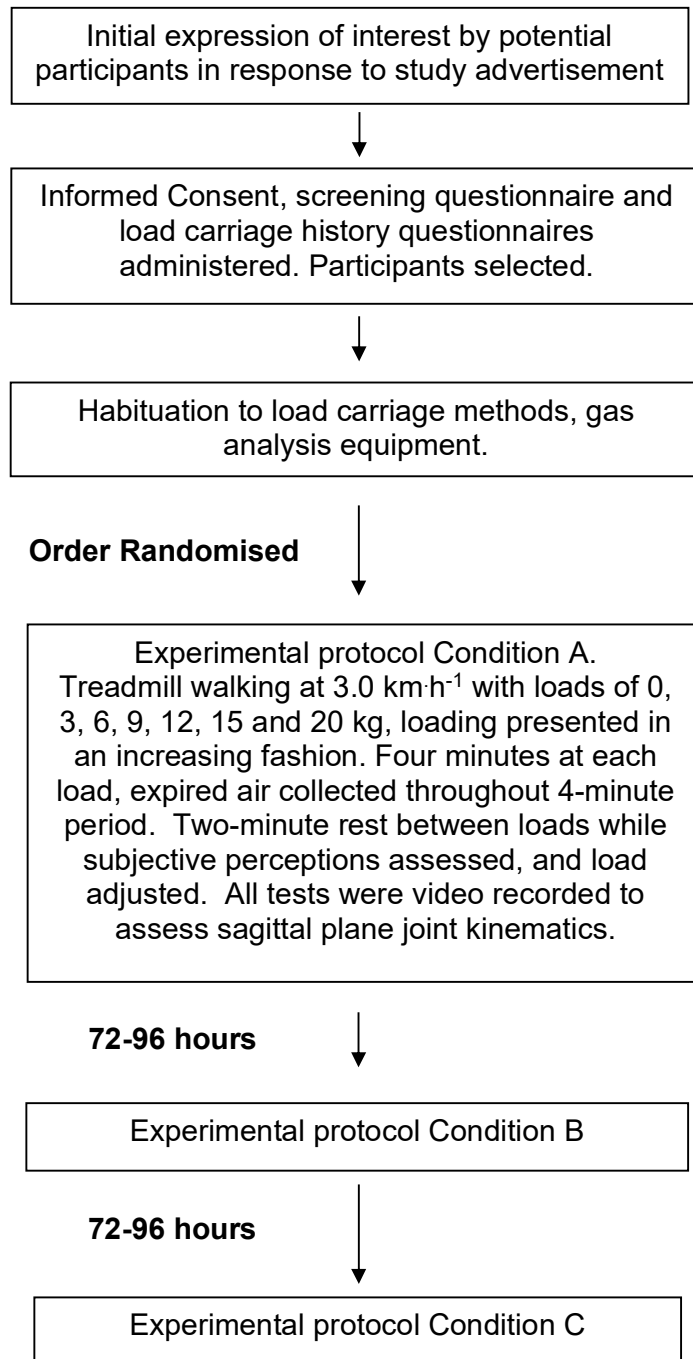 Initial expression of interest by potential
participants in response to study advertisement
Informed Consent, screening questionnaire and
load carriage history questionnaires
administered. Participants selected.
Habituation to load carriage methods, gas
analysis equipment.
Order Randomised
Experimental protocol Condition A.
Treadmill walking at 3.0 km·h⁻¹ with loads of 0,
3, 6, 9, 12, 15 and 20 kg, loading presented in
an increasing fashion. Four minutes at each
load, expired air collected throughout 4-minute
period.  Two-minute rest between loads while
subjective perceptions assessed, and load
adjusted.  All tests were video recorded to
assess sagittal plane joint kinematics.
72-96 hours
Experimental protocol Condition B
72-96 hours
Experimental protocol Condition C